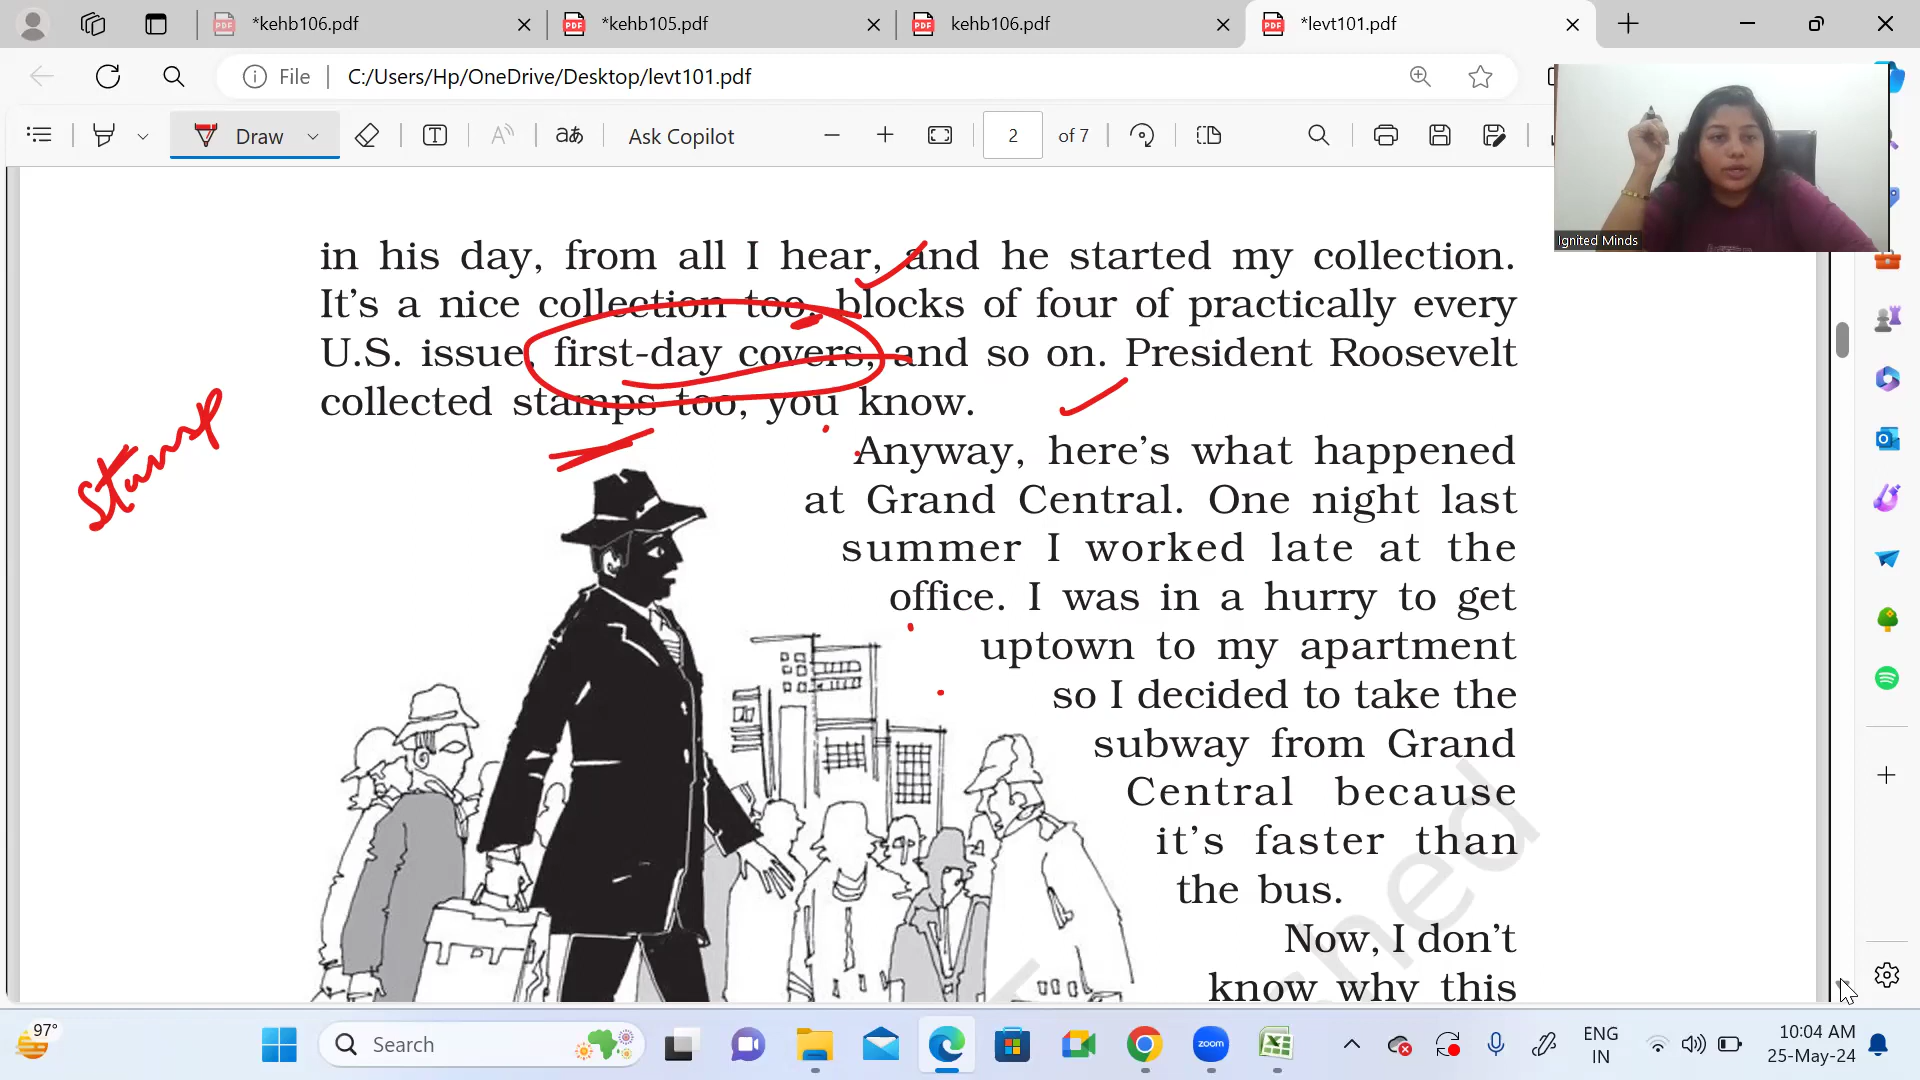 *kehb106.pdf
*kehb105.pdf
kehb106.pdf
*levt101.pdf
File
C:/Users/Hp/OneDrive/Desktop/levt101.pdf
Draw
T
A
aあ
Ask Copilot
2
of 7
Ignited Minds
in his day, from all I hear, and he started my collection.
It's a nice collection too, blocks of four of practically every
U.S. issue, first-day covers, and so on. President Roosevelt
collected stamps too, you know.
stamp
Anyway, here's what happened
at Grand Central. One night last
summer I worked late at the
office. I was in a hurry to get
uptown to my apartment
so I decided to take the
subway from Grand
Central because
it's faster than
the bus.
Now, I don't
know why this
97°
Search
zoom
ENG
IN
10:04 AM
25-May-24